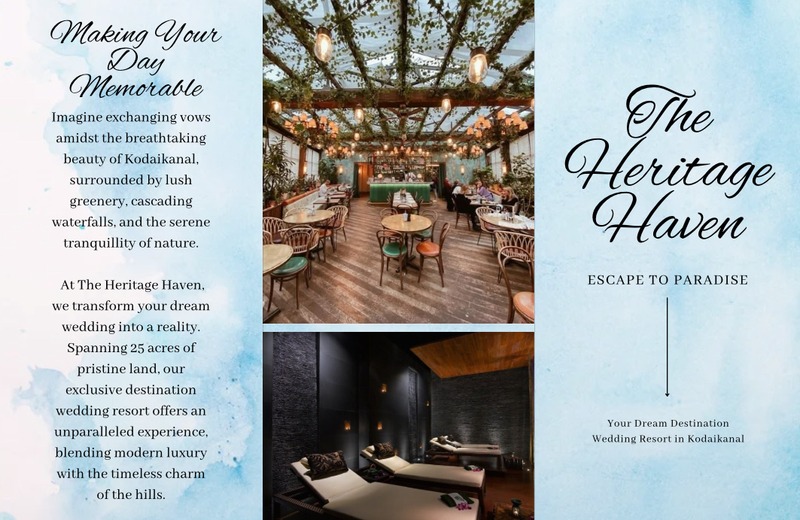 Making Your
Day
Memorable
Imagine exchanging vows
amidst the breathtaking
beauty of Kodaikanal,
surrounded by lush
greenery, cascading
waterfalls, and the serene
tranquillity of nature.
At The Heritage Haven,
we transform your dream
wedding into a reality.
Spanning 25 acres of
pristine land, our
exclusive destination
wedding resort offers an
unparalleled experience,
blending modern luxury
with the timeless charm
of the hills.
The
Heritage
Haven
ESCAPE TO PARADISE
Your Dream Destination
Wedding Resort in Kodaikanal